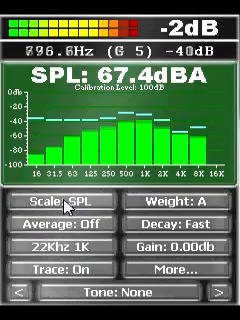 -2dB
796.6Hz (G 5) -40dB
SPL: 67.4dBA
Calibration Level: 100dB
0db
-20
-40
-60
-80
-100
16 31.5 63 125 250 500 1K 2K 4K 8K 16K
Scale: SPL Weight: A
Average: Off Decay: Fast
22Khz 1K Gain: 0.00db
Trace: On More...
< Tone: None >